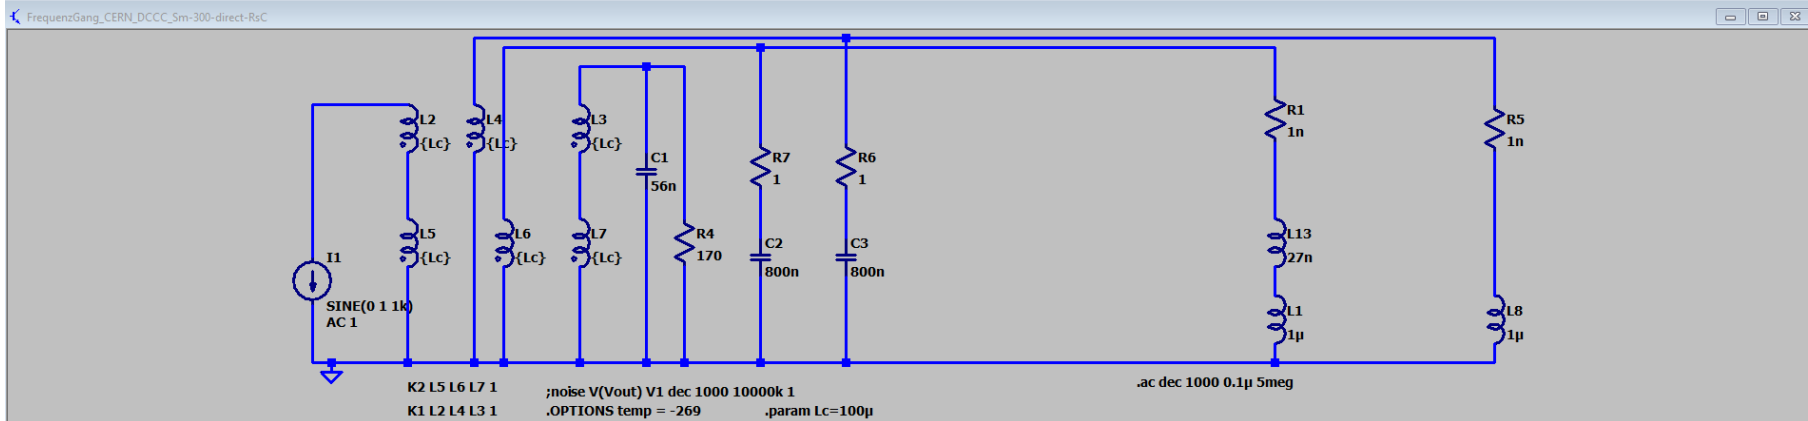 FrequenzGang_CERN_DCCC_Sm-300-direct-RsC
L2
{Lc}
L4
{Lc}
L3
{Lc}
C1
56n
R7
1
R6
1
R1
1n
R5
1n
L5
{Lc}
L6
{Lc}
L7
{Lc}
R4
170
C2
800n
C3
800n
L13
27n
I1
SINE(0 1 1k)
AC 1
L1
1µ
L8
1µ
K2 L5 L6 L7 1
K1 L2 L4 L3 1
;noise V(Vout) V1 dec 1000 10000k 1
.OPTIONS temp = -269
.param Lc=100µ
.ac dec 1000 0.1µ 5meg